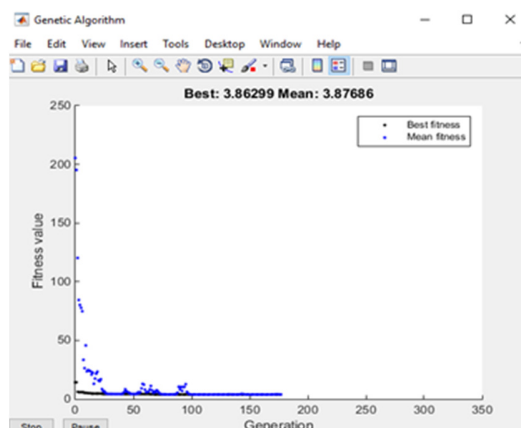 Genetic Algorithm
File Edit View Insert Tools Desktop Window Help
Best: 3.86299 Mean: 3.87686
Best fitness
Mean fitness
Fitness value
250
200
150
100
50
0
0 50 100 150 200 250 300 350
Generation
Stop Pause